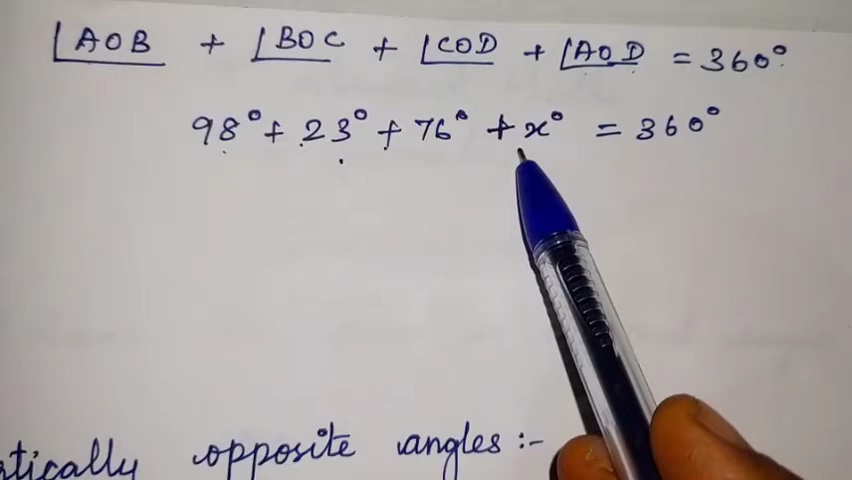 ∠AOB + ∠BOC + ∠COD + ∠AOD = 360°
98° + 23° + 76° + x° = 360°
opposite angles :-